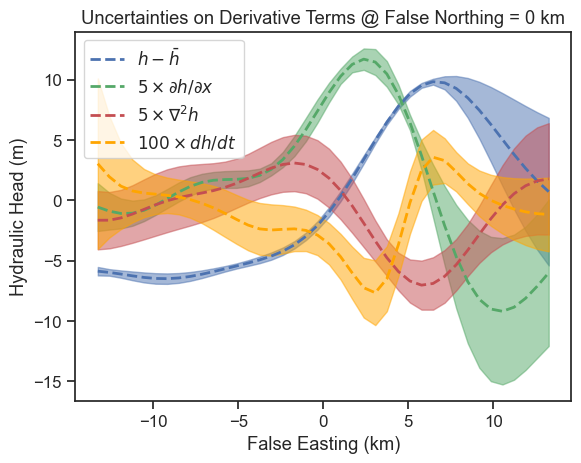 Uncertainties on Derivative Terms @ False Northing = 0 km
h − h̄
5 × ∂h/∂x
5 × ∇²h
100 × dh/dt
Hydraulic Head (m)
10
5
0
−5
−10
−15
−10
−5
0
5
10
False Easting (km)